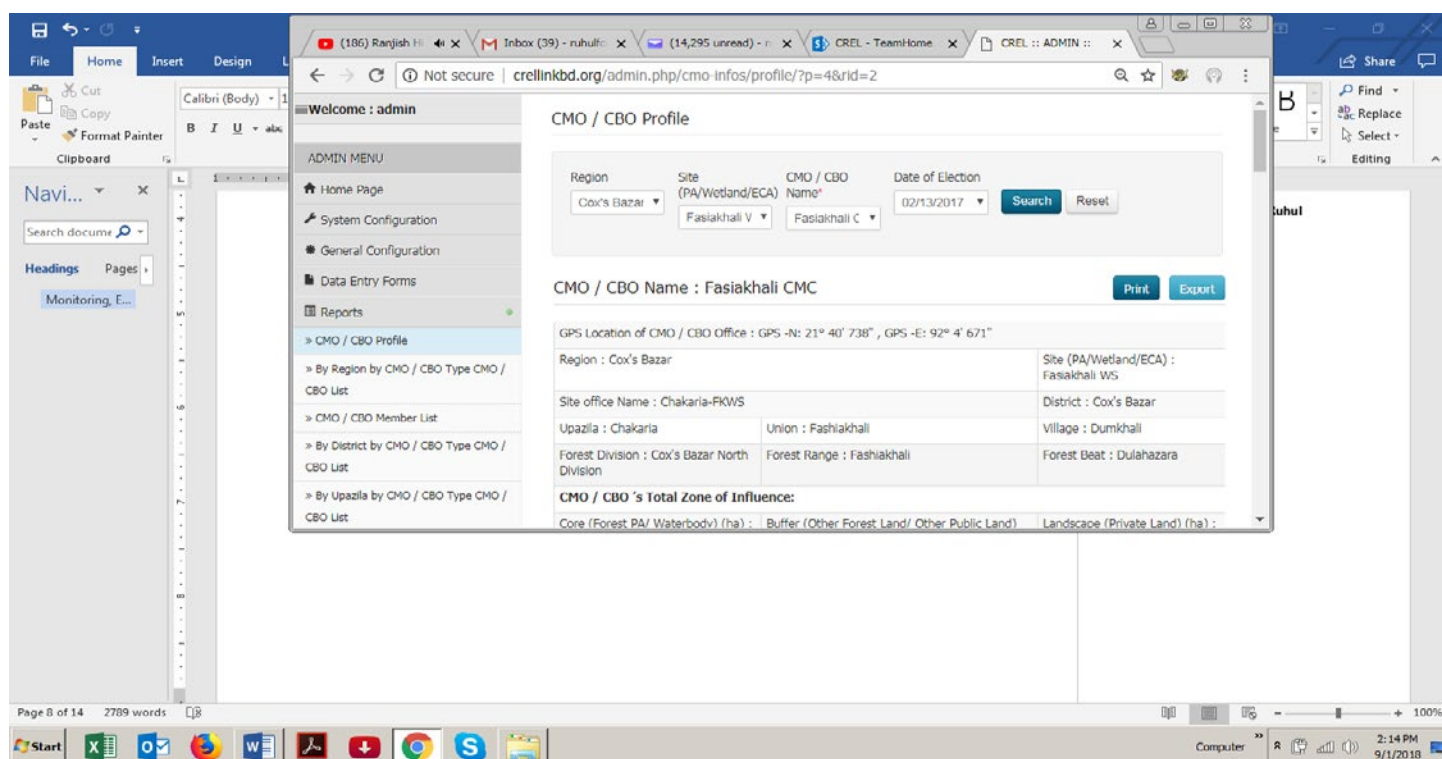 File Home Insert Design L
Share
Cut
Copy
Paste
Format Painter
Clipboard
Calibri (Body) 1
B I U abc
Find
Replace
Select
Editing
Navi...
Search docume
Headings Pages
Monitoring, E...
(186) Ranjish Hi
Inbox (39) - ruhulfc
(14,295 unread) - r
CREL - TeamHome
CREL :: ADMIN ::
Not secure | crellinkbd.org/admin.php/cmo-infos/profile/?p=4&rid=2
Welcome : admin
ADMIN MENU
Home Page
System Configuration
General Configuration
Data Entry Forms
Reports
» CMO / CBO Profile
» By Region by CMO / CBO Type CMO /
CBO List
» CMO / CBO Member List
» By District by CMO / CBO Type CMO /
CBO List
» By Upazila by CMO / CBO Type CMO /
CBO List
CMO / CBO Profile
Region
Cox's Bazar
Site
(PA/Wetland/ECA)
Fasiakhali V
CMO / CBO
Name*
Fasiakhali C
Date of Election
02/13/2017
Search Reset
CMO / CBO Name : Fasiakhali CMC
Print Export
GPS Location of CMO / CBO Office : GPS -N: 21° 40' 738" , GPS -E: 92° 4' 671"
Region : Cox's Bazar
Site (PA/Wetland/ECA) :
Fasiakhali WS
Site office Name : Chakaria-FKWS District : Cox's Bazar
Upazila : Chakaria Union : Fashiakhali Village : Dumkhali
Forest Division : Cox's Bazar North
Division
Forest Range : Fashiakhali Forest Beat : Dulahazara
CMO / CBO 's Total Zone of Influence:
Core (Forest PA/ Waterbody) (ha) : Buffer (Other Forest Land/ Other Public Land) Landscape (Private Land) (ha) :
Page 8 of 14 2789 words
100%
Start
Computer
2:14 PM
9/1/2018